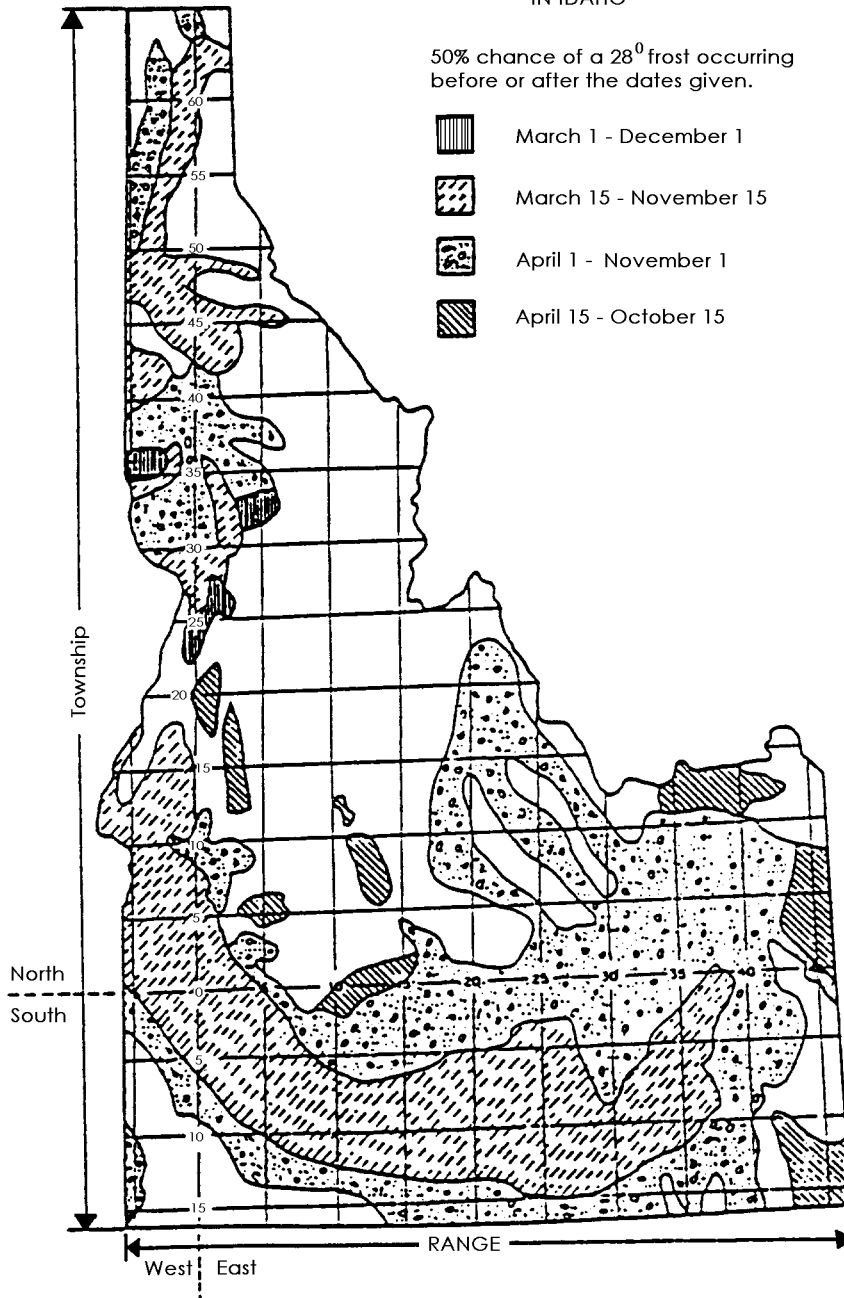 IN IDAHO
50% chance of a 28⁰ frost occurring
before or after the dates given.
March 1 - December 1
March 15 - November 15
April 1 - November 1
April 15 - October 15
60
55
50
45
40
35
30
25
20
15
10
5
Township
North
South
0
20
25
30
35
40
5
10
15
RANGE
West
East